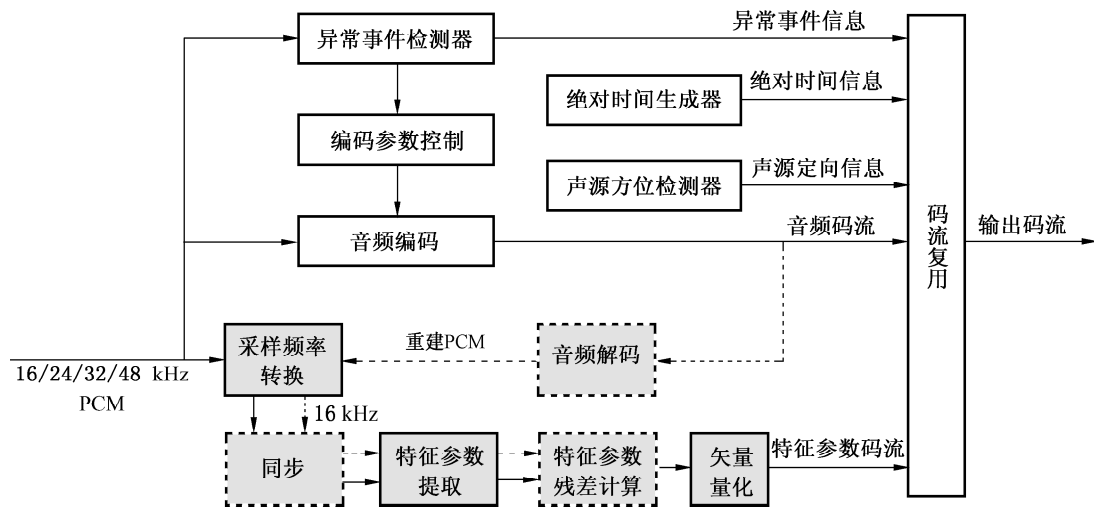 异常事件检测器
异常事件信息
绝对时间生成器
绝对时间信息
编码参数控制
声源方位检测器
声源定向信息
音频编码
音频码流
码流复用
输出码流
16/24/32/48 kHz
PCM
采样频率
转换
重建PCM
音频解码
16 kHz
同步
特征参数
提取
特征参数
残差计算
矢量
量化
特征参数码流